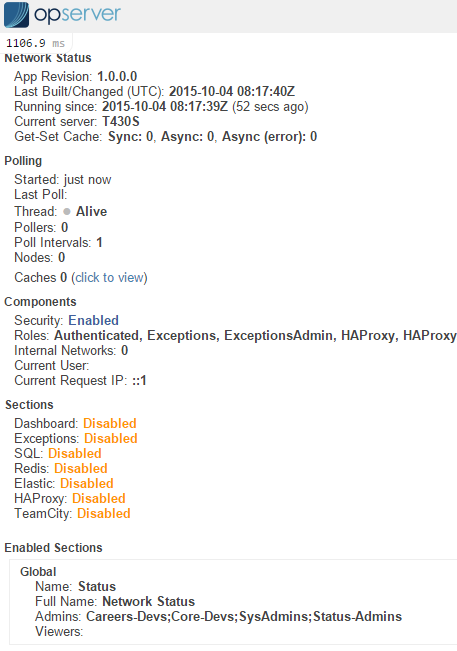 opserver
1106.9 ms
Network Status
App Revision: 1.0.0.0
Last Built/Changed (UTC): 2015-10-04 08:17:40Z
Running since: 2015-10-04 08:17:39Z (52 secs ago)
Current server: T430S
Get-Set Cache: Sync: 0, Async: 0, Async (error): 0
Polling
Started: just now
Last Poll:
Thread: ● Alive
Pollers: 0
Poll Intervals: 1
Nodes: 0
Caches 0 (click to view)
Components
Security: Enabled
Roles: Authenticated, Exceptions, ExceptionsAdmin, HAProxy, HAProxy
Internal Networks: 0
Current User:
Current Request IP: ::1
Sections
Dashboard: Disabled
Exceptions: Disabled
SQL: Disabled
Redis: Disabled
Elastic: Disabled
HAProxy: Disabled
TeamCity: Disabled
Enabled Sections
Global
Name: Status
Full Name: Network Status
Admins: Careers-Devs;Core-Devs;SysAdmins;Status-Admins
Viewers: